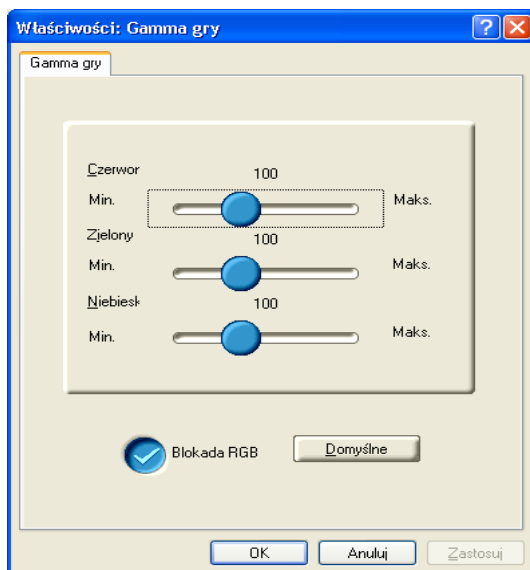 Właściwości: Gamma gry
Gamma gry
Czerwor
100
Min.
Maks.
Zielony
100
Min.
Maks.
Niebiesk
100
Min.
Maks.
Blokada RGB
Domyślne
OK
Anuluj
Zastosuj